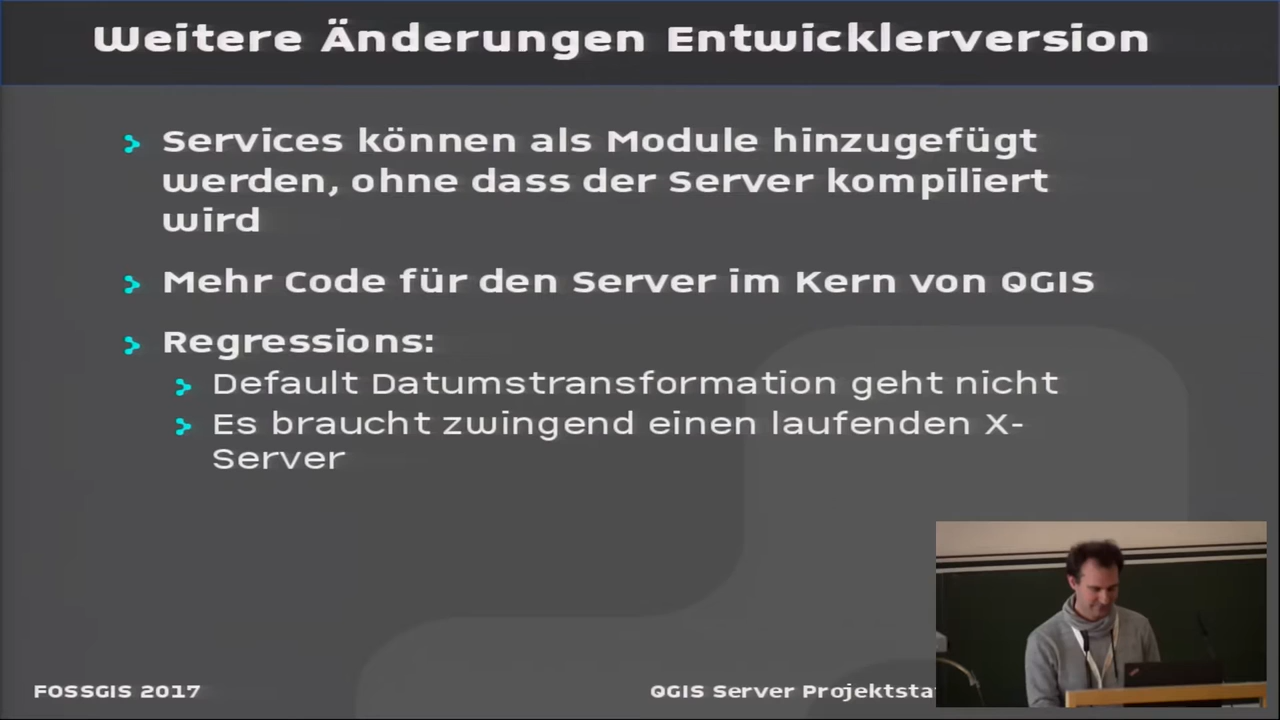 Weitere Änderungen Entwicklerversion
Services können als Module hinzugefügt
werden, ohne dass der Server kompiliert
wird
Mehr Code für den Server im Kern von QGIS
Regressions:
Default Datumstransformation geht nicht
Es braucht zwingend einen laufenden X-
Server
FOSSGIS 2017
QGIS Server